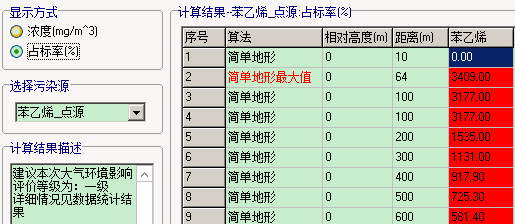 显示方式
浓度(mg/m^3)
占标率(%)
选择污染源
苯乙烯_点源
计算结果描述
建议本次大气环境影响
评价等级为：一级
详细情况见数据统计结
果
计算结果--苯乙烯_点源:占标率(%)
序号 算法 相对高度(m) 距离(m) 苯乙烯
1 简单地形 0 10 0.00
2 简单地形最大值 0 64 3409.00
3 简单地形 0 100 3177.00
4 简单地形 0 100 3177.00
5 简单地形 0 200 1535.00
6 简单地形 0 300 1131.00
7 简单地形 0 400 917.90
8 简单地形 0 500 725.30
9 简单地形 0 600 581.40